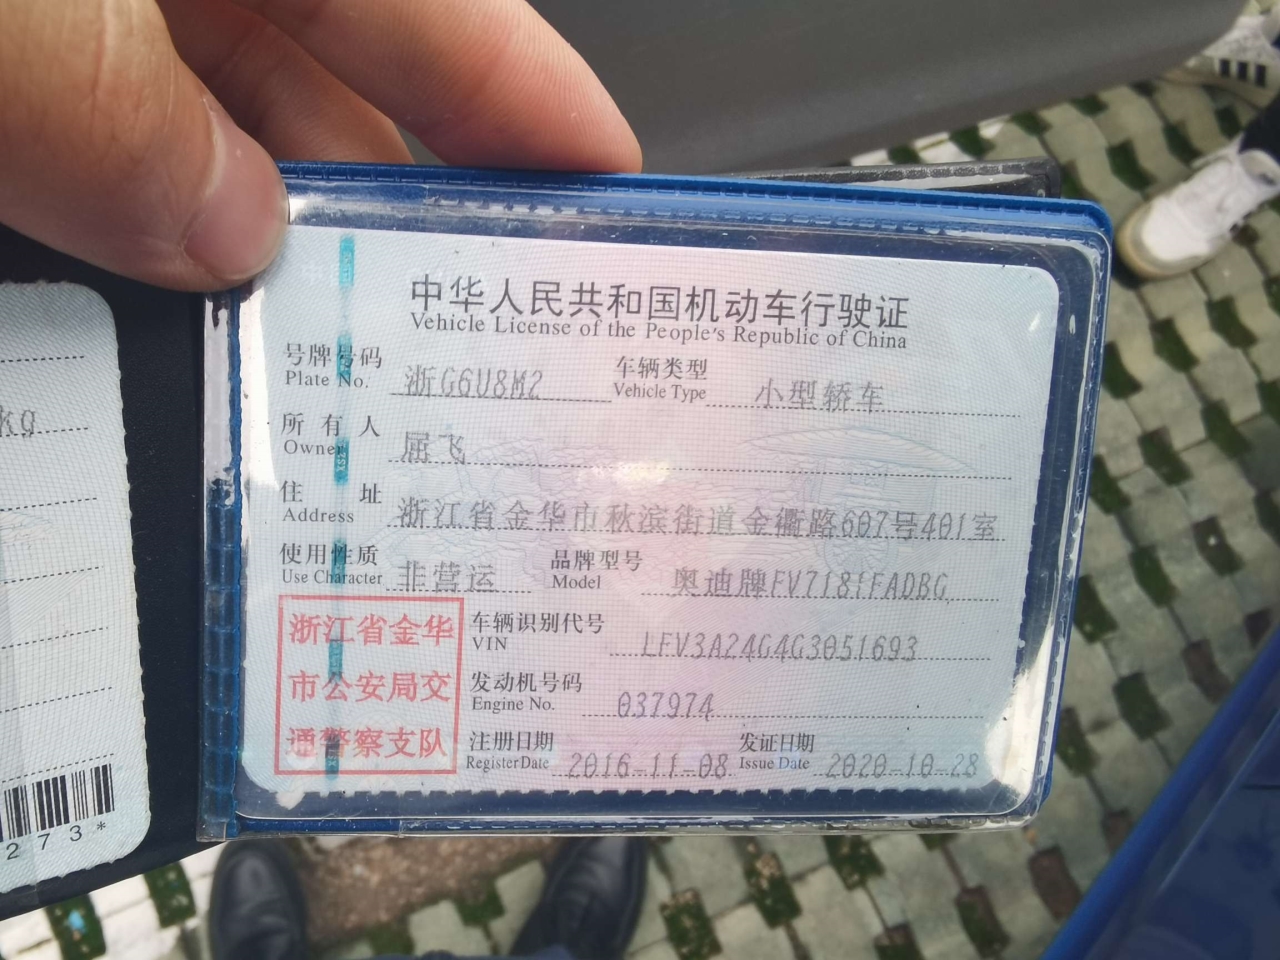 中华人民共和国机动车行驶证
Vehicle License of the People's Republic of China
号牌号码 浙G6U8M2 车辆类型 小型轿车
Plate No. Vehicle Type
所有人 屈飞
Owner
住址 浙江省金华市秋滨街道金衢路607号401室
Address
使用性质 非营运 品牌型号 奥迪牌FV7181FADBG
Use Character Model
浙江省金华
市公安局交
通警察支队
车辆识别代号 LFV3A24G4G3051693
VIN
发动机号码 037974
Engine No.
注册日期 2016-11-08 发证日期 2020-10-28
Register Date Issue Date
kg
273*